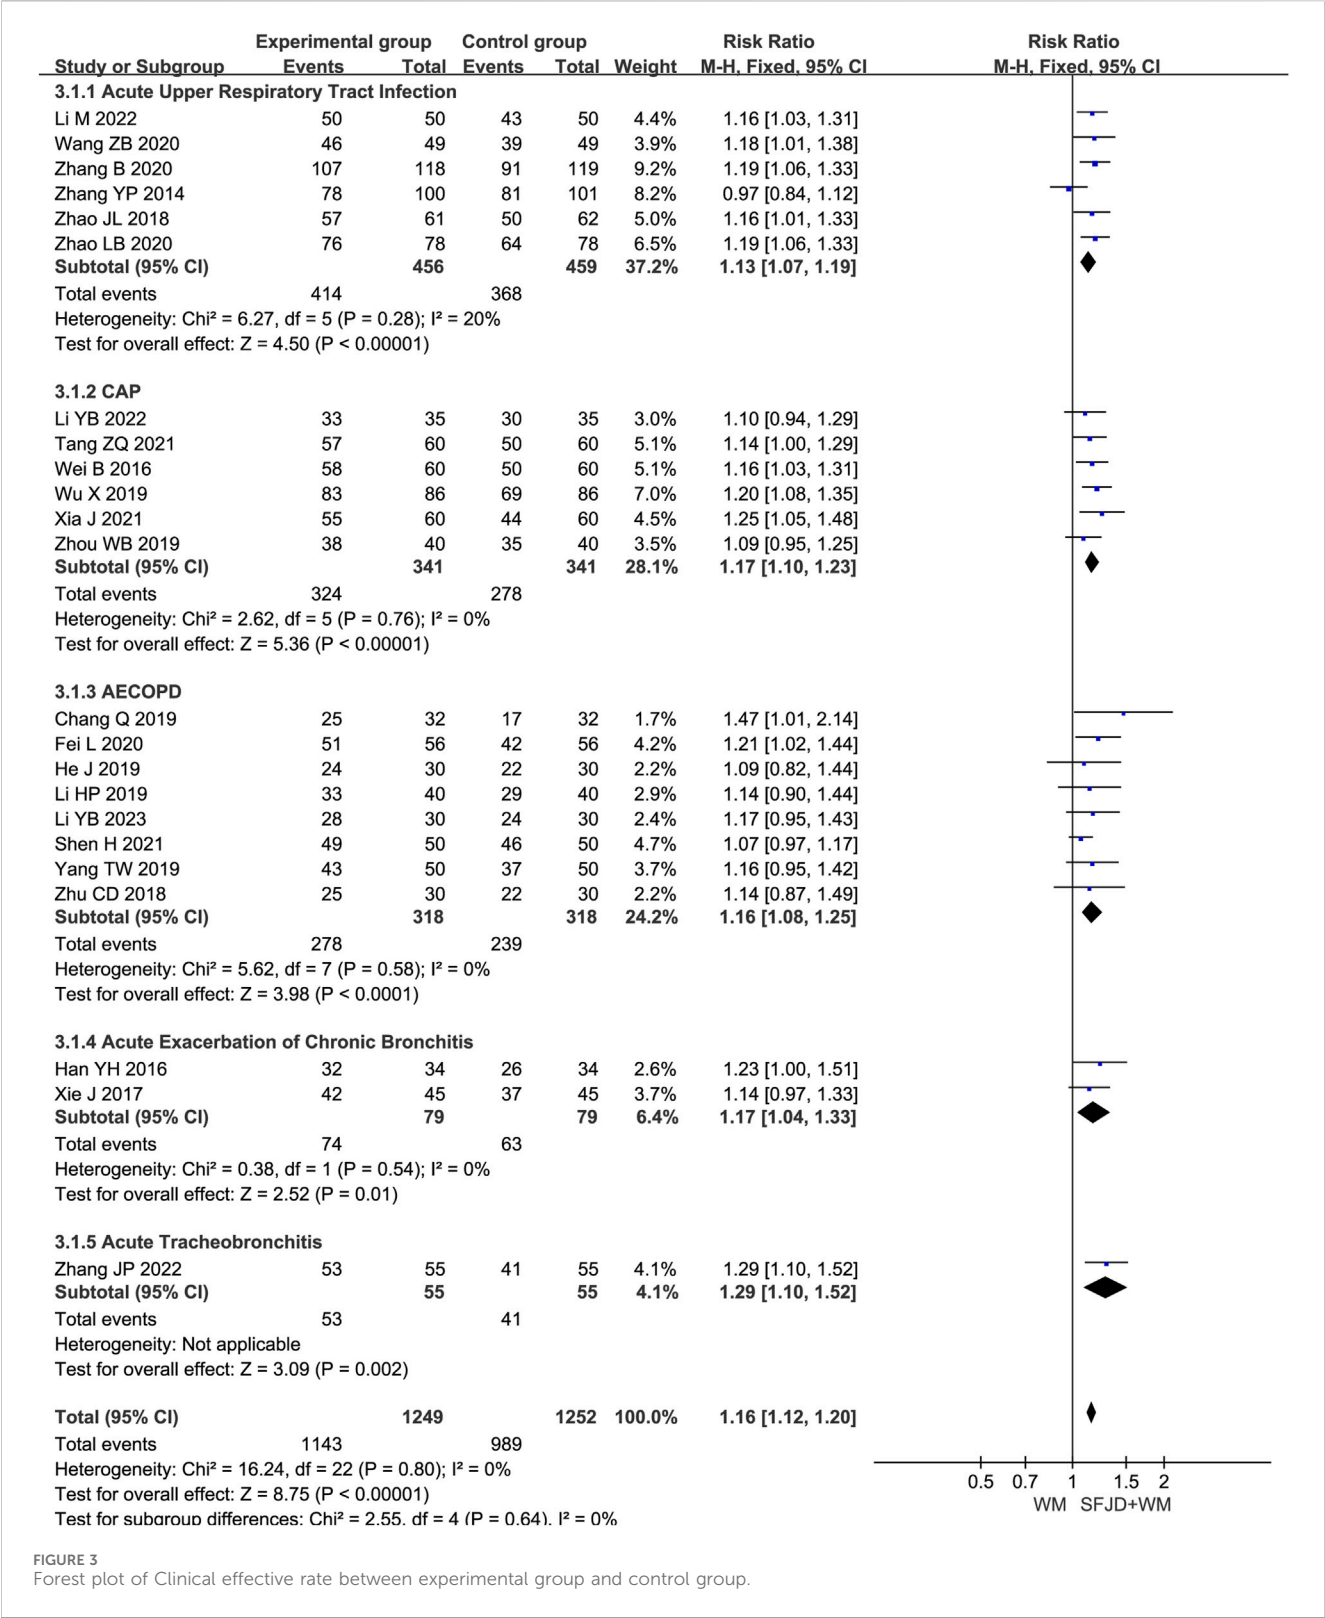 Experimental group Control group Risk Ratio Risk Ratio
Study or Subgroup Events Total Events Total Weight M-H, Fixed, 95% CI M-H, Fixed, 95% CI
3.1.1 Acute Upper Respiratory Tract Infection
Li M 2022 50 50 43 50 4.4% 1.16 [1.03, 1.31]
Wang ZB 2020 46 49 39 49 3.9% 1.18 [1.01, 1.38]
Zhang B 2020 107 118 91 119 9.2% 1.19 [1.06, 1.33]
Zhang YP 2014 78 100 81 101 8.2% 0.97 [0.84, 1.12]
Zhao JL 2018 57 61 50 62 5.0% 1.16 [1.01, 1.33]
Zhao LB 2020 76 78 64 78 6.5% 1.19 [1.06, 1.33]
Subtotal (95% CI) 456 459 37.2% 1.13 [1.07, 1.19]
Total events 414 368
Heterogeneity: Chi² = 6.27, df = 5 (P = 0.28); I² = 20%
Test for overall effect: Z = 4.50 (P < 0.00001)
3.1.2 CAP
Li YB 2022 33 35 30 35 3.0% 1.10 [0.94, 1.29]
Tang ZQ 2021 57 60 50 60 5.1% 1.14 [1.00, 1.29]
Wei B 2016 58 60 50 60 5.1% 1.16 [1.03, 1.31]
Wu X 2019 83 86 69 86 7.0% 1.20 [1.08, 1.35]
Xia J 2021 55 60 44 60 4.5% 1.25 [1.05, 1.48]
Zhou WB 2019 38 40 35 40 3.5% 1.09 [0.95, 1.25]
Subtotal (95% CI) 341 341 28.1% 1.17 [1.10, 1.23]
Total events 324 278
Heterogeneity: Chi² = 2.62, df = 5 (P = 0.76); I² = 0%
Test for overall effect: Z = 5.36 (P < 0.00001)
3.1.3 AECOPD
Chang Q 2019 25 32 17 32 1.7% 1.47 [1.01, 2.14]
Fei L 2020 51 56 42 56 4.2% 1.21 [1.02, 1.44]
He J 2019 24 30 22 30 2.2% 1.09 [0.82, 1.44]
Li HP 2019 33 40 29 40 2.9% 1.14 [0.90, 1.44]
Li YB 2023 28 30 24 30 2.4% 1.17 [0.95, 1.43]
Shen H 2021 49 50 46 50 4.7% 1.07 [0.97, 1.17]
Yang TW 2019 43 50 37 50 3.7% 1.16 [0.95, 1.42]
Zhu CD 2018 25 30 22 30 2.2% 1.14 [0.87, 1.49]
Subtotal (95% CI) 318 318 24.2% 1.16 [1.08, 1.25]
Total events 278 239
Heterogeneity: Chi² = 5.62, df = 7 (P = 0.58); I² = 0%
Test for overall effect: Z = 3.98 (P < 0.0001)
3.1.4 Acute Exacerbation of Chronic Bronchitis
Han YH 2016 32 34 26 34 2.6% 1.23 [1.00, 1.51]
Xie J 2017 42 45 37 45 3.7% 1.14 [0.97, 1.33]
Subtotal (95% CI) 79 79 6.4% 1.17 [1.04, 1.33]
Total events 74 63
Heterogeneity: Chi² = 0.38, df = 1 (P = 0.54); I² = 0%
Test for overall effect: Z = 2.52 (P = 0.01)
3.1.5 Acute Tracheobronchitis
Zhang JP 2022 53 55 41 55 4.1% 1.29 [1.10, 1.52]
Subtotal (95% CI) 55 55 4.1% 1.29 [1.10, 1.52]
Total events 53 41
Heterogeneity: Not applicable
Test for overall effect: Z = 3.09 (P = 0.002)
Total (95% CI) 1249 1252 100.0% 1.16 [1.12, 1.20]
Total events 1143 989
Heterogeneity: Chi² = 16.24, df = 22 (P = 0.80); I² = 0%
Test for overall effect: Z = 8.75 (P < 0.00001)
Test for subgroup differences: Chi² = 2.55. df = 4 (P = 0.64). I² = 0%
0.5 0.7 1 1.5 2
WM SFJD+WM
FIGURE 3
Forest plot of Clinical effective rate between experimental group and control group.